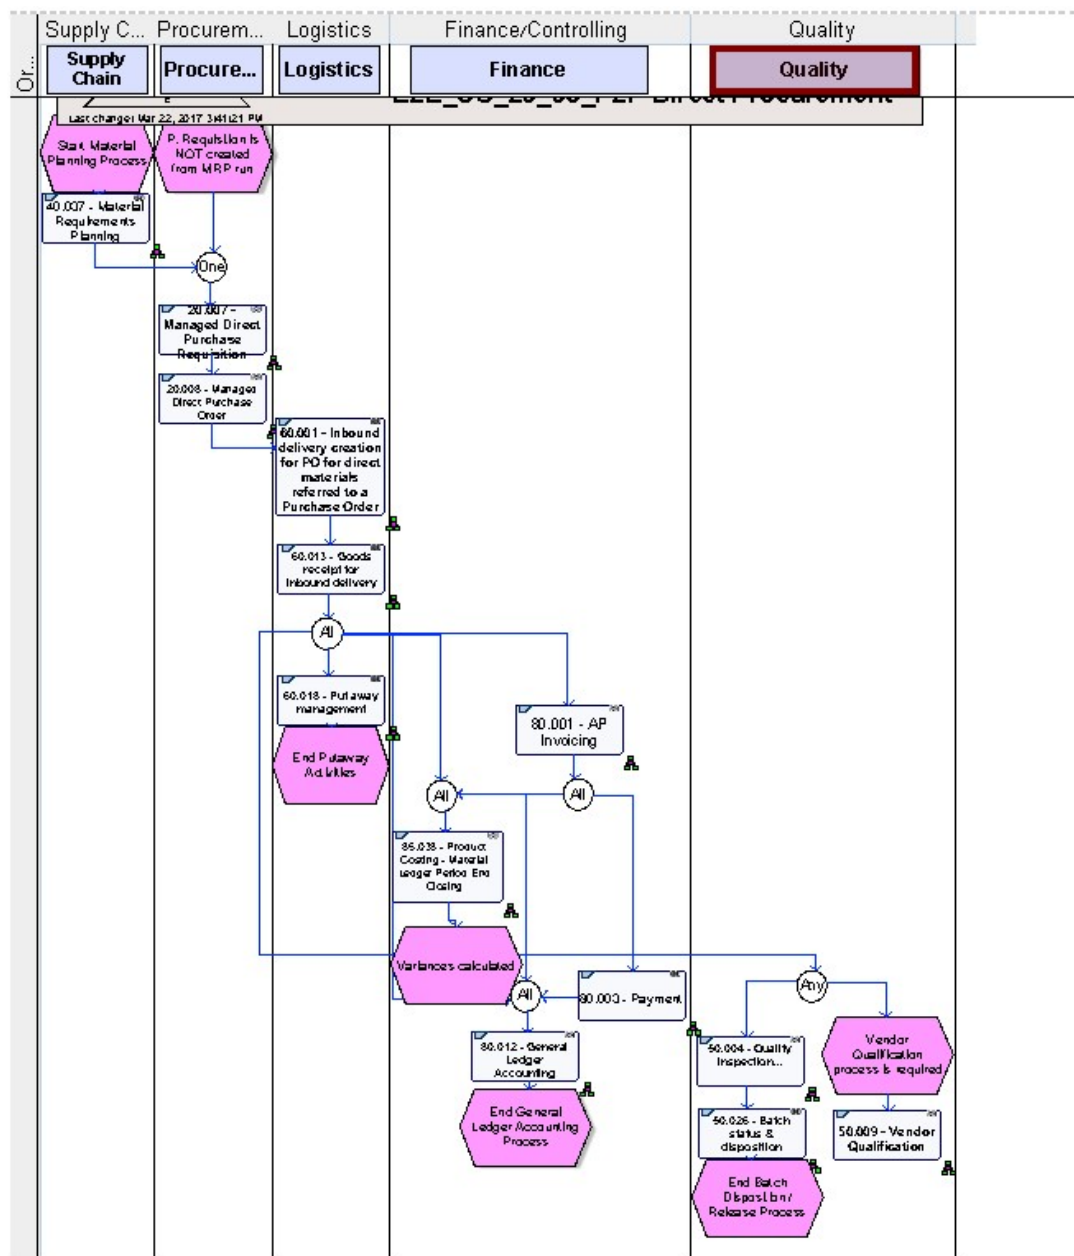 Supply C...
Procurem...
Logistics
Finance/Controlling
Quality
Or...
Supply
Chain
Procure...
Logistics
Finance
Quality
Direct Procurement
Last change: Mar 22, 2017 3:41:21 PM
Start Material
Planning Process
P. Requisition is
NOT created
from MRP run
40.007 - Material
Requirements
Planning
One
20.007 -
Managed Direct
Purchase
Requisition
20.008 - Managed
Direct Purchase
Order
60.001 - Inbound
delivery creation
for PO for direct
materials
referred to a
Purchase Order
60.013 - Goods
receipt for
Inbound delivery
All
60.018 - Putaway
management
End Putaway
Activities
80.001 - AP
Invoicing
All
All
85.038 - Product
Costing - Material
Ledger Period End
Closing
Variances calculated
All
80.003 - Payment
80.012 - General
Ledger
Accounting
End General
Ledger Accounting
Process
Any
50.004 - Quality
Inspection...
Vendor
Qualification
process is required
50.026 - Batch
status &
disposition
50.009 - Vendor
Qualification
End Batch
Disposition /
Release Process